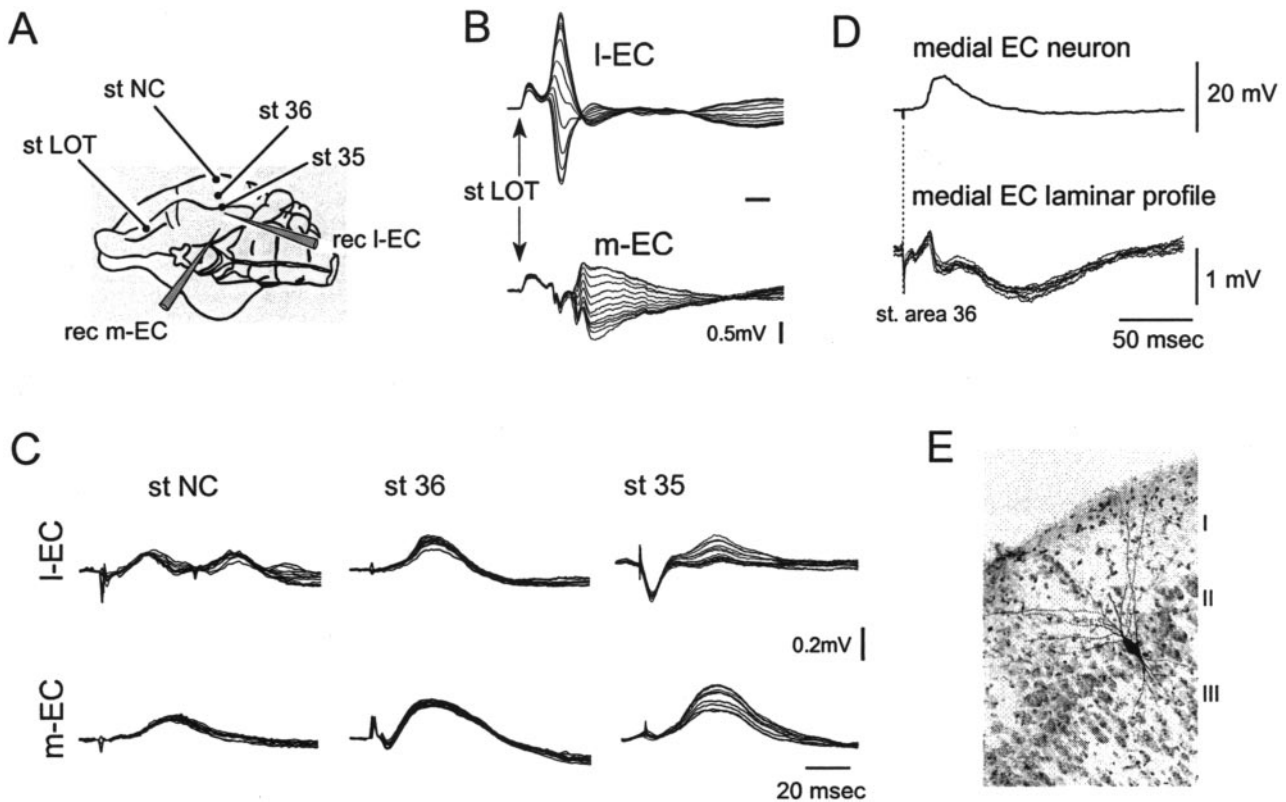 A
st NC
st 36
st LOT
st 35
rec l-EC
rec m-EC
B
l-EC
st LOT
m-EC
0.5mV
C
st NC
st 36
st 35
l-EC
0.2mV
m-EC
20 msec
D
medial EC neuron
20 mV
medial EC laminar profile
1 mV
st. area 36
50 msec
E
I
II
III